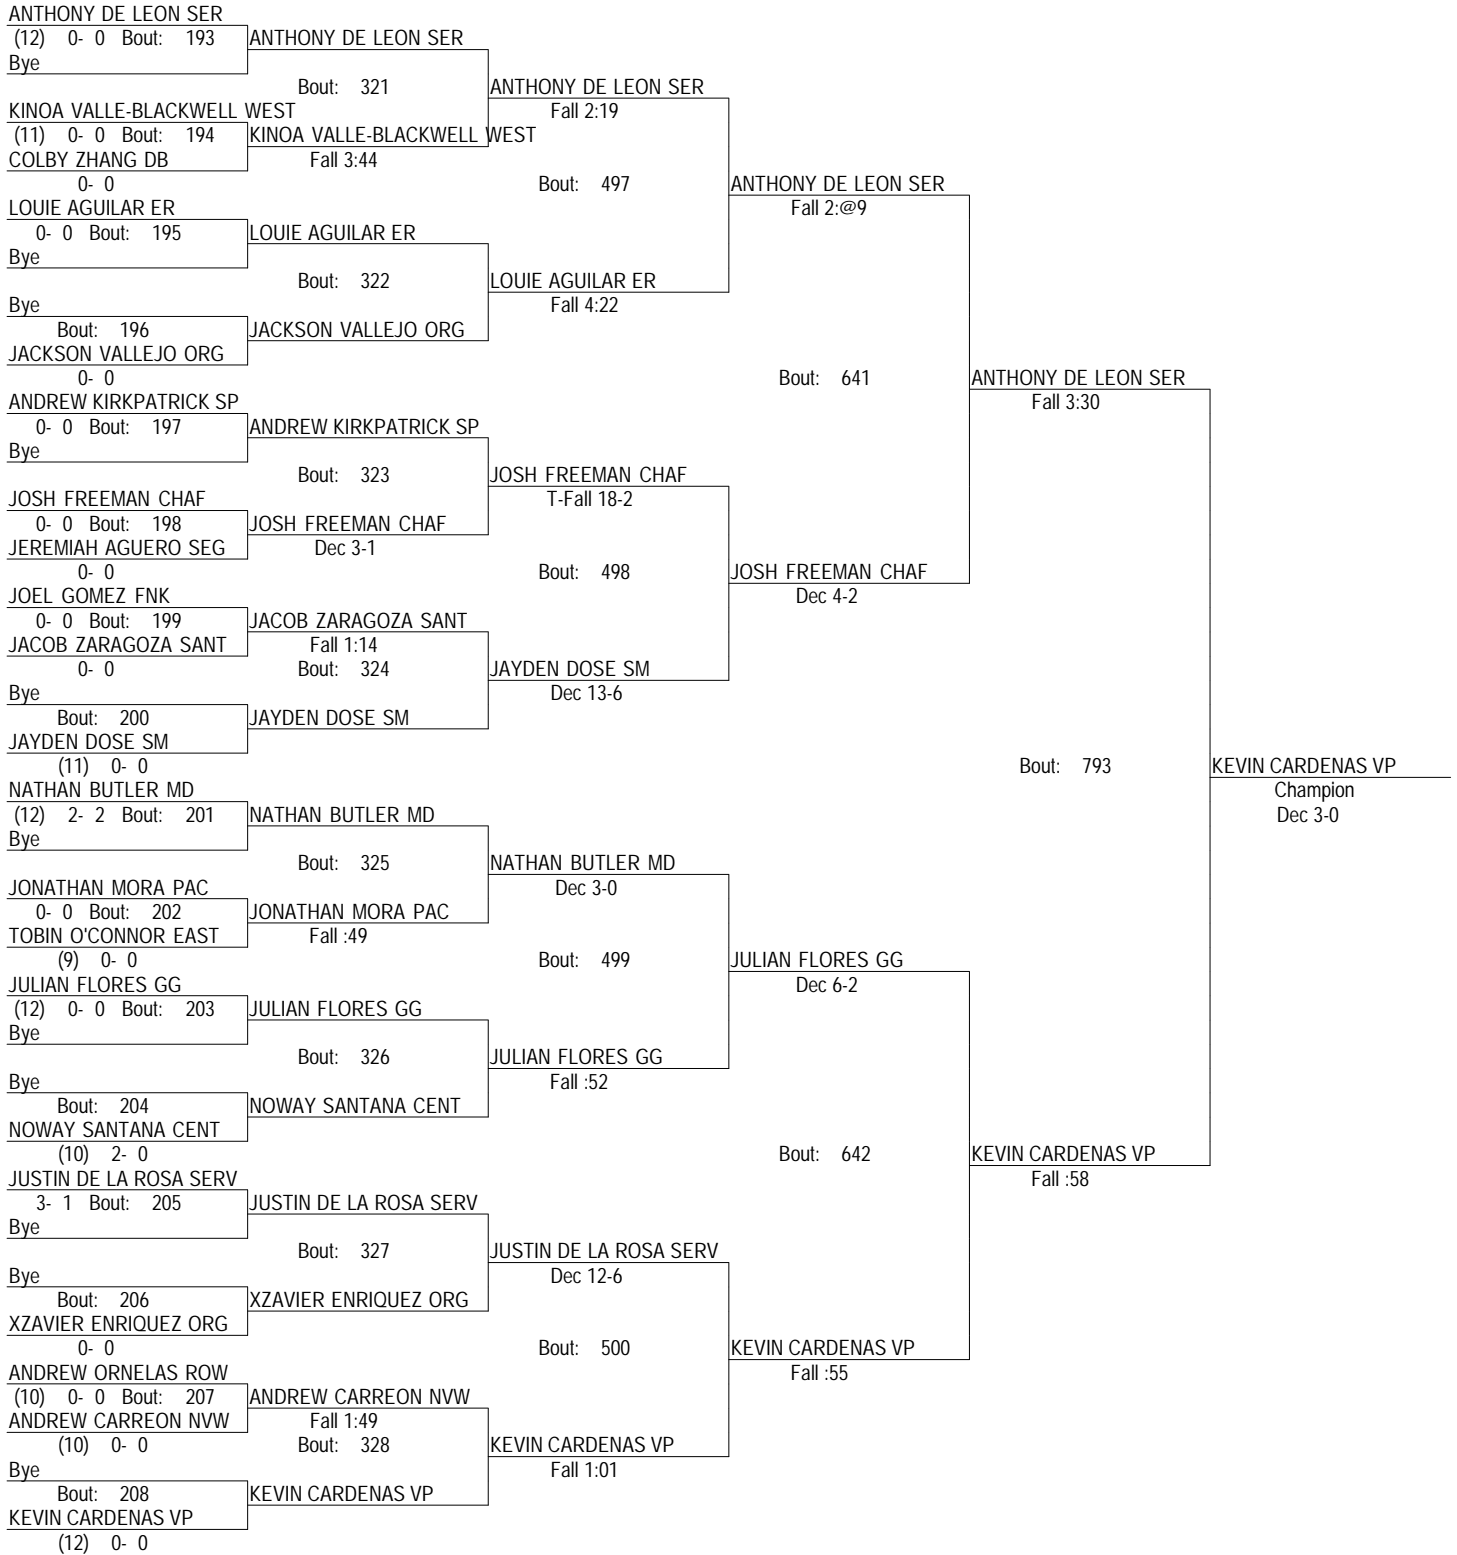 ANTHONY DE LEON SER
(12) 0- 0 Bout: 193 ANTHONY DE LEON SER
Bye
Bout: 321 ANTHONY DE LEON SER
KINOA VALLE-BLACKWELL WEST Fall 2:19
(11) 0- 0 Bout: 194 KINOA VALLE-BLACKWELL WEST
COLBY ZHANG DB Fall 3:44
0- 0 Bout: 497 ANTHONY DE LEON SER
LOUIE AGUILAR ER Fall 2:@9
0- 0 Bout: 195 LOUIE AGUILAR ER
Bye
Bout: 322 LOUIE AGUILAR ER
Bye Fall 4:22
Bout: 196 JACKSON VALLEJO ORG
JACKSON VALLEJO ORG
0- 0 Bout: 641 ANTHONY DE LEON SER
ANDREW KIRKPATRICK SP Fall 3:30
0- 0 Bout: 197 ANDREW KIRKPATRICK SP
Bye
Bout: 323 JOSH FREEMAN CHAF
JOSH FREEMAN CHAF T-Fall 18-2
0- 0 Bout: 198 JOSH FREEMAN CHAF
JEREMIAH AGUERO SEG Dec 3-1
0- 0 Bout: 498 JOSH FREEMAN CHAF
JOEL GOMEZ FNK Dec 4-2
0- 0 Bout: 199 JACOB ZARAGOZA SANT
JACOB ZARAGOZA SANT Fall 1:14
0- 0 Bout: 324 JAYDEN DOSE SM
Bye Dec 13-6
Bout: 200 JAYDEN DOSE SM
JAYDEN DOSE SM
(11) 0- 0 Bout: 793 KEVIN CARDENAS VP
NATHAN BUTLER MD Champion
(12) 2- 2 Bout: 201 NATHAN BUTLER MD Dec 3-0
Bye
Bout: 325 NATHAN BUTLER MD
JONATHAN MORA PAC Dec 3-0
0- 0 Bout: 202 JONATHAN MORA PAC
TOBIN O'CONNOR EAST Fall :49
(9) 0- 0 Bout: 499 JULIAN FLORES GG
JULIAN FLORES GG Dec 6-2
(12) 0- 0 Bout: 203 JULIAN FLORES GG
Bye
Bout: 326 JULIAN FLORES GG
Bye Fall :52
Bout: 204 NOWAY SANTANA CENT
NOWAY SANTANA CENT
(10) 2- 0 Bout: 642 KEVIN CARDENAS VP
JUSTIN DE LA ROSA SERV Fall :58
3- 1 Bout: 205 JUSTIN DE LA ROSA SERV
Bye
Bout: 327 JUSTIN DE LA ROSA SERV
Bye Dec 12-6
Bout: 206 XZAVIER ENRIQUEZ ORG
XZAVIER ENRIQUEZ ORG
0- 0 Bout: 500 KEVIN CARDENAS VP
ANDREW ORNELAS ROW Fall :55
(10) 0- 0 Bout: 207 ANDREW CARREON NVW
ANDREW CARREON NVW Fall 1:49
(10) 0- 0 Bout: 328 KEVIN CARDENAS VP
Bye Fall 1:01
Bout: 208 KEVIN CARDENAS VP
KEVIN CARDENAS VP
(12) 0- 0